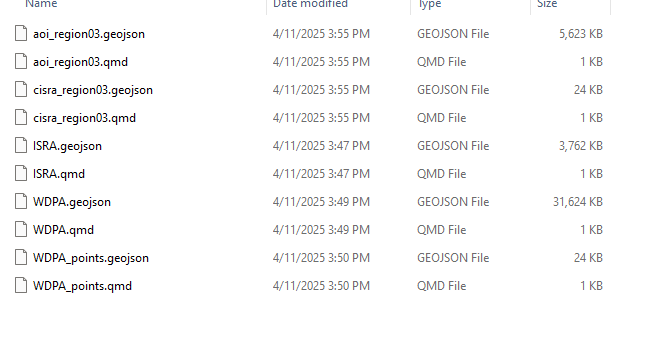 Name Date modified Type Size
aoi_region03.geojson 4/11/2025 3:55 PM GEOJSON File 5,623 KB
aoi_region03.qmd 4/11/2025 3:55 PM QMD File 1 KB
cisra_region03.geojson 4/11/2025 3:55 PM GEOJSON File 24 KB
cisra_region03.qmd 4/11/2025 3:55 PM QMD File 1 KB
ISRA.geojson 4/11/2025 3:47 PM GEOJSON File 3,762 KB
ISRA.qmd 4/11/2025 3:47 PM QMD File 1 KB
WDPA.geojson 4/11/2025 3:49 PM GEOJSON File 31,624 KB
WDPA.qmd 4/11/2025 3:49 PM QMD File 1 KB
WDPA_points.geojson 4/11/2025 3:50 PM GEOJSON File 24 KB
WDPA_points.qmd 4/11/2025 3:50 PM QMD File 1 KB